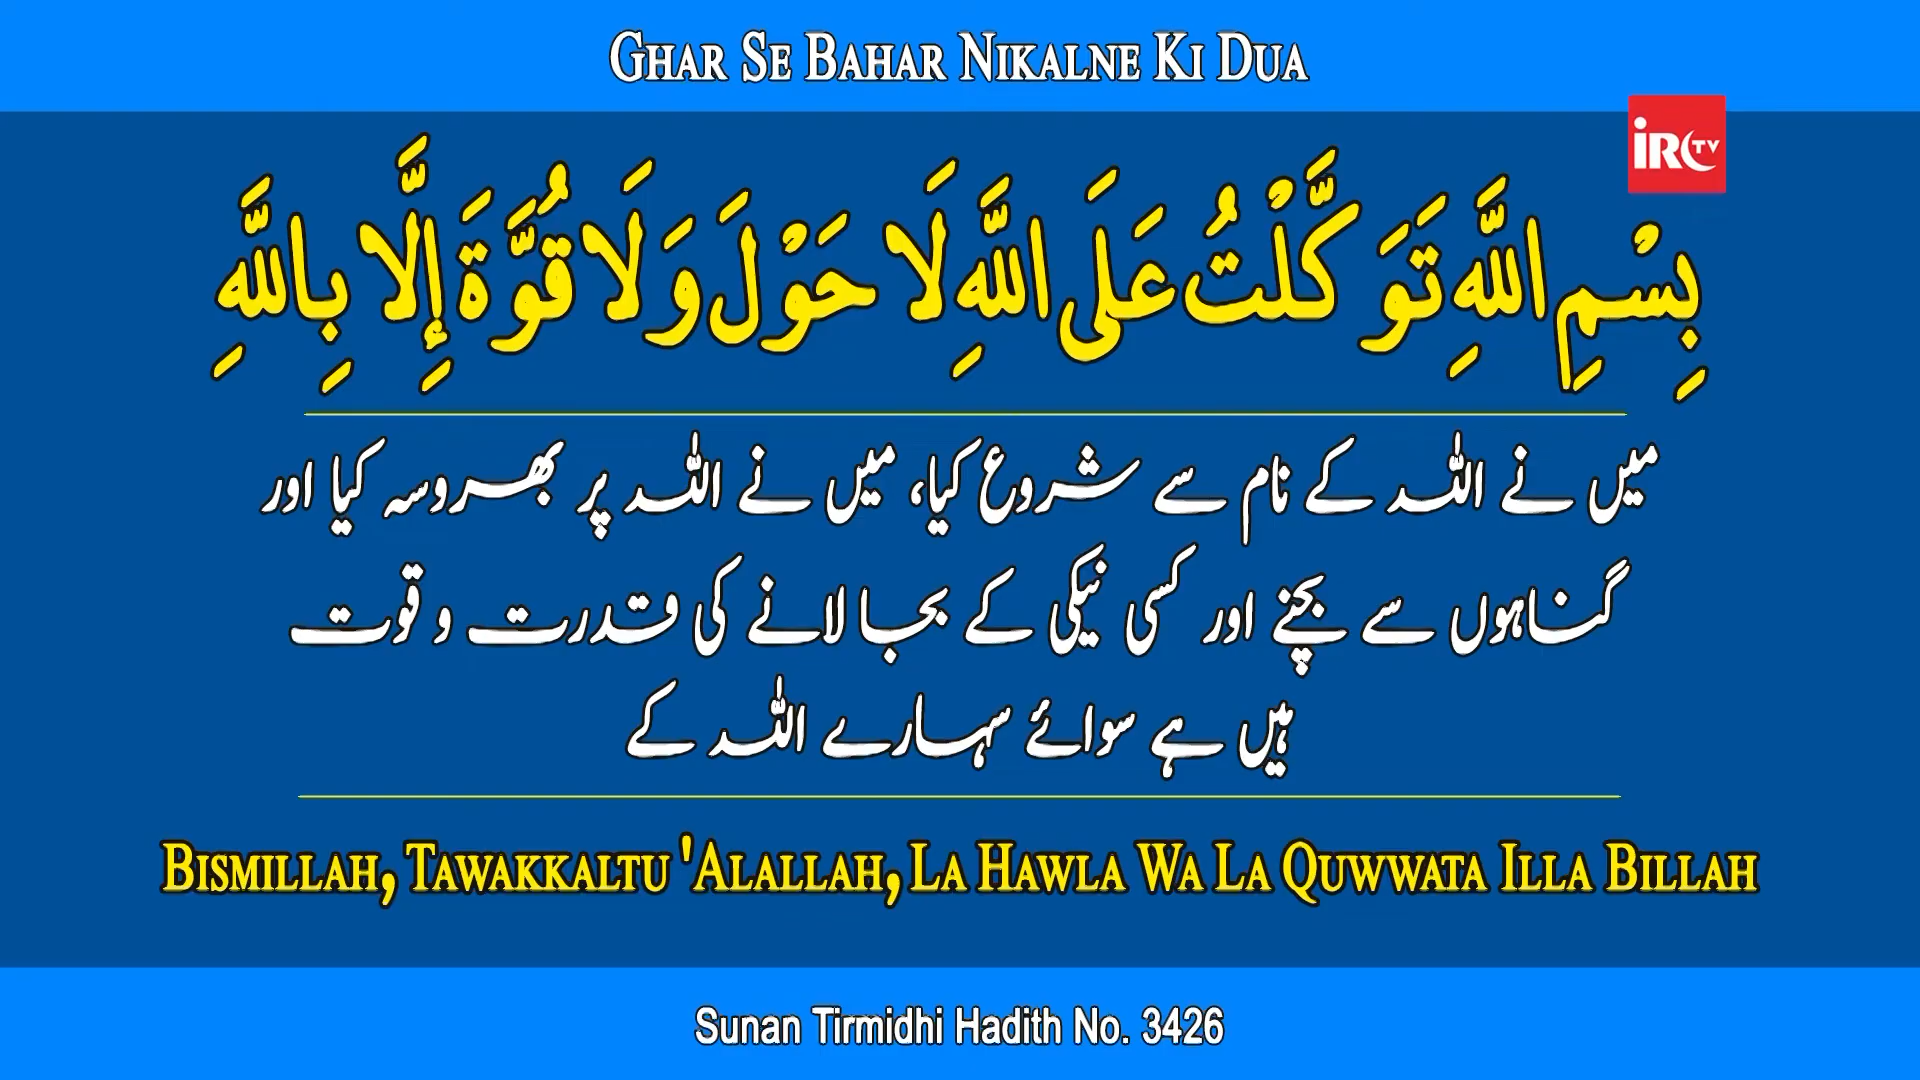 Ghar Se Bahar Nikalne Ki Dua
iRC TV
بِسْمِ اللَّهِ تَوَكَّلْتُ عَلَى اللَّهِ لَا حَوْلَ وَلَا قُوَّةَ إِلَّا بِاللَّهِ
میں نے اللہ کے نام سے شروع کیا، میں نے اللہ پر بھروسہ کیا اور
گناہوں سے بچنے اور کسی نیکی کے بجا لانے کی قدرت و قوت
ہیں ہے سوائے سہارے اللہ کے
Bismillah, Tawakkaltu 'Alallah, La Hawla Wa La Quwwata Illa Billah
Sunan Tirmidhi Hadith No. 3426